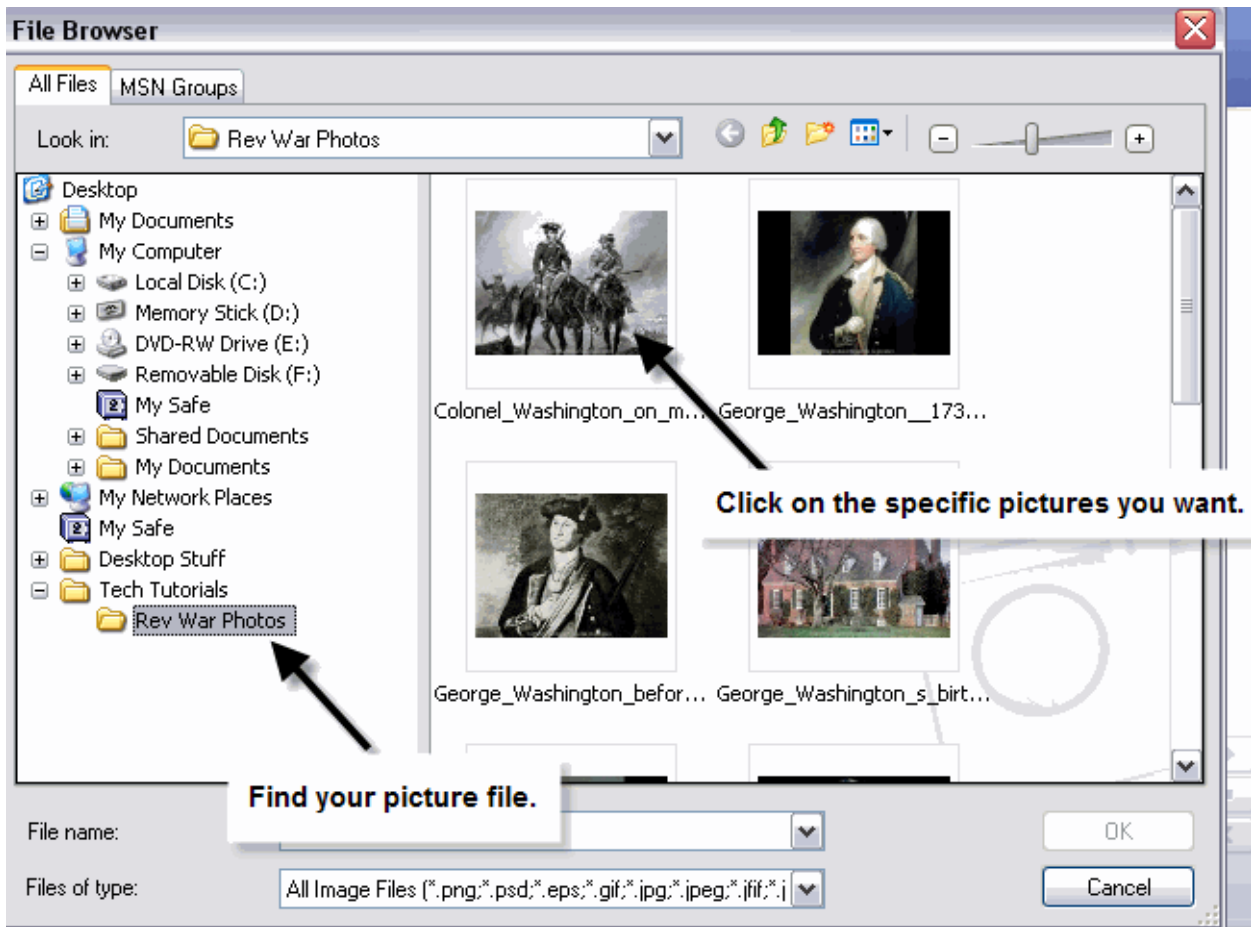 File Browser
All Files
MSN Groups
Look in:
Rev War Photos
Desktop
My Documents
My Computer
Local Disk (C:)
Memory Stick (D:)
DVD-RW Drive (E:)
Removable Disk (F:)
My Safe
Shared Documents
My Documents
My Network Places
My Safe
Desktop Stuff
Tech Tutorials
Rev War Photos
Colonel_Washington_on_m...
George_Washington__173...
Click on the specific pictures you want.
George_Washington_befor...
George_Washington_s_birt...
Find your picture file.
File name:
OK
Files of type:
All Image Files (*.png;*.psd;*.eps;*.gif;*.jpg;*.jpeg;*.jfif;*.j
Cancel